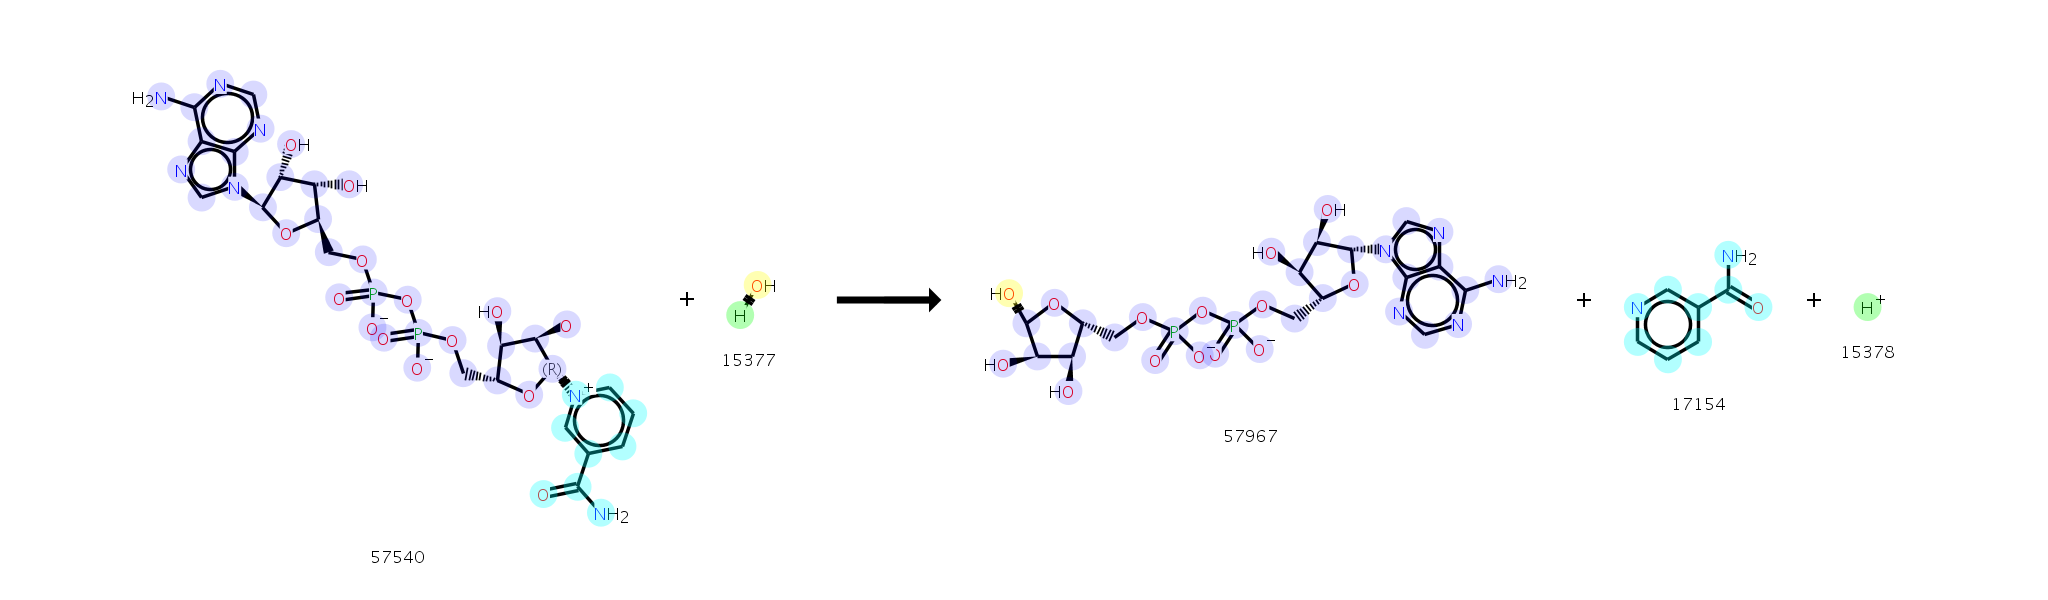 H2N N N N N OH OH O O O P O O− O P O O− O HO O O (R) N+ O NH2
57540
+
H OH
15377
HO O HO HO O P O O− O P O O− O O HO OH N N N N NH2
57967
+
N NH2 O
17154
+
H+
15378